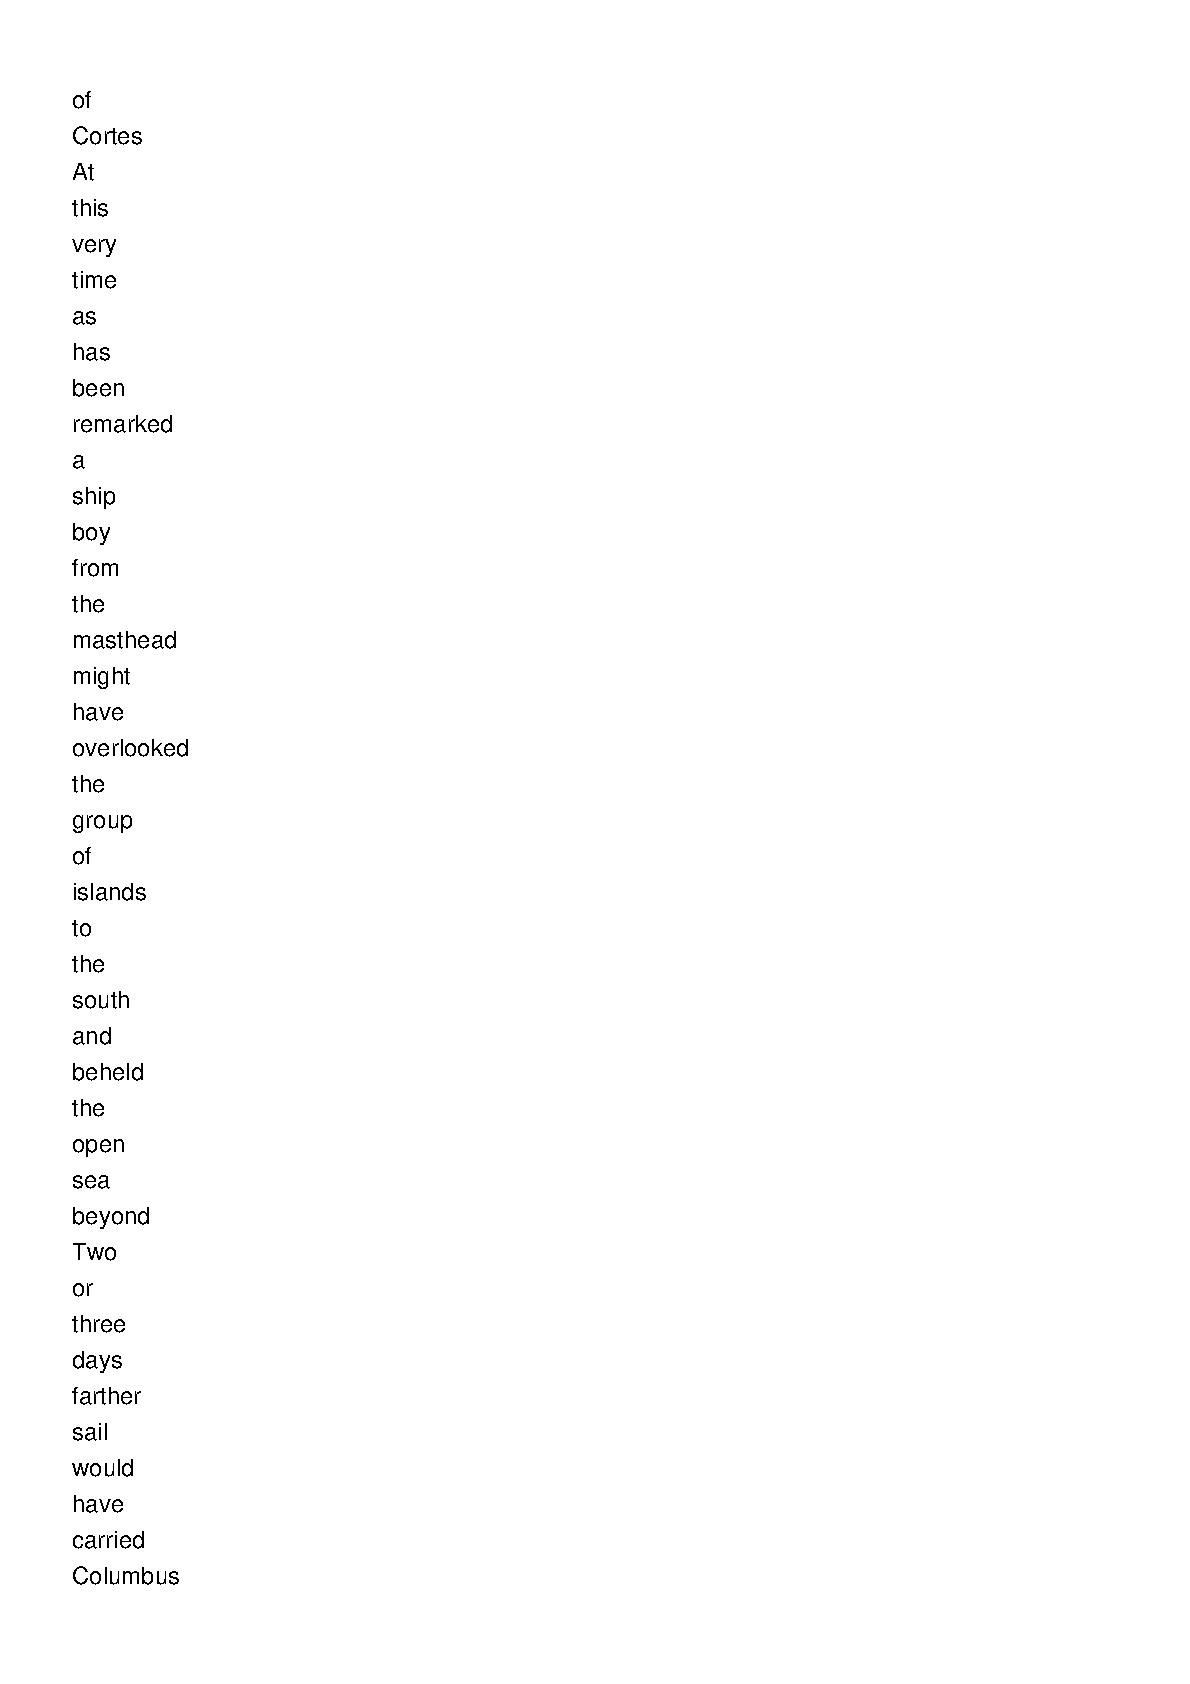 of
Cortes
At
this
very
time
as
has
been
remarked
a
ship
boy
from
the
masthead
might
have
overlooked
the
group
of
islands
to
the
south
and
beheld
the
open
sea
beyond
Two
or
three
days
farther
sail
would
have
carried
Columbus